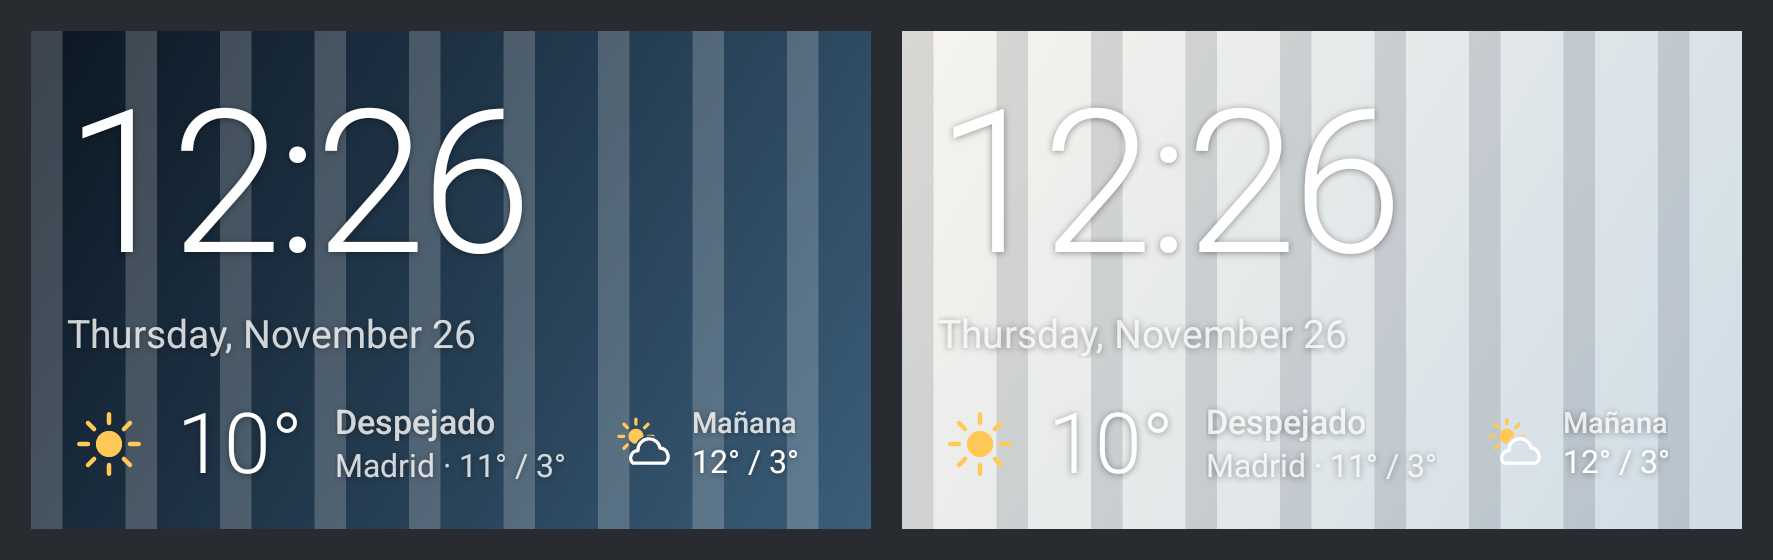 12:26
Thursday, November 26
10°
Despejado
Madrid · 11° / 3°
Mañana
12° / 3°
12:26
Thursday, November 26
10°
Despejado
Madrid · 11° / 3°
Mañana
12° / 3°